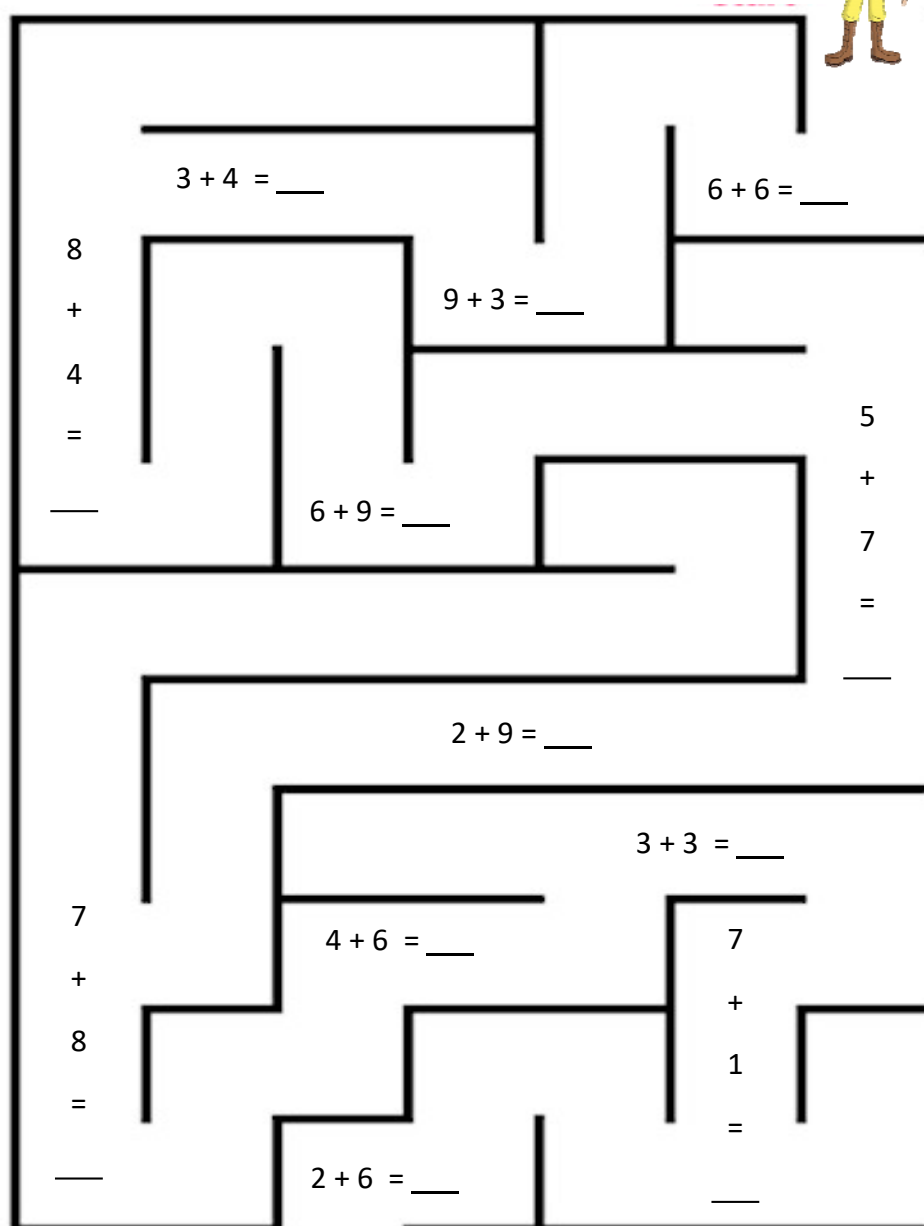 3 + 4 = ___
6 + 6 = ___
8
+
4
=
___
9 + 3 = ___
5
+
7
=
___
6 + 9 = ___
2 + 9 = ___
3 + 3 = ___
7
+
8
=
___
4 + 6 = ___
7
+
1
=
___
2 + 6 = ___